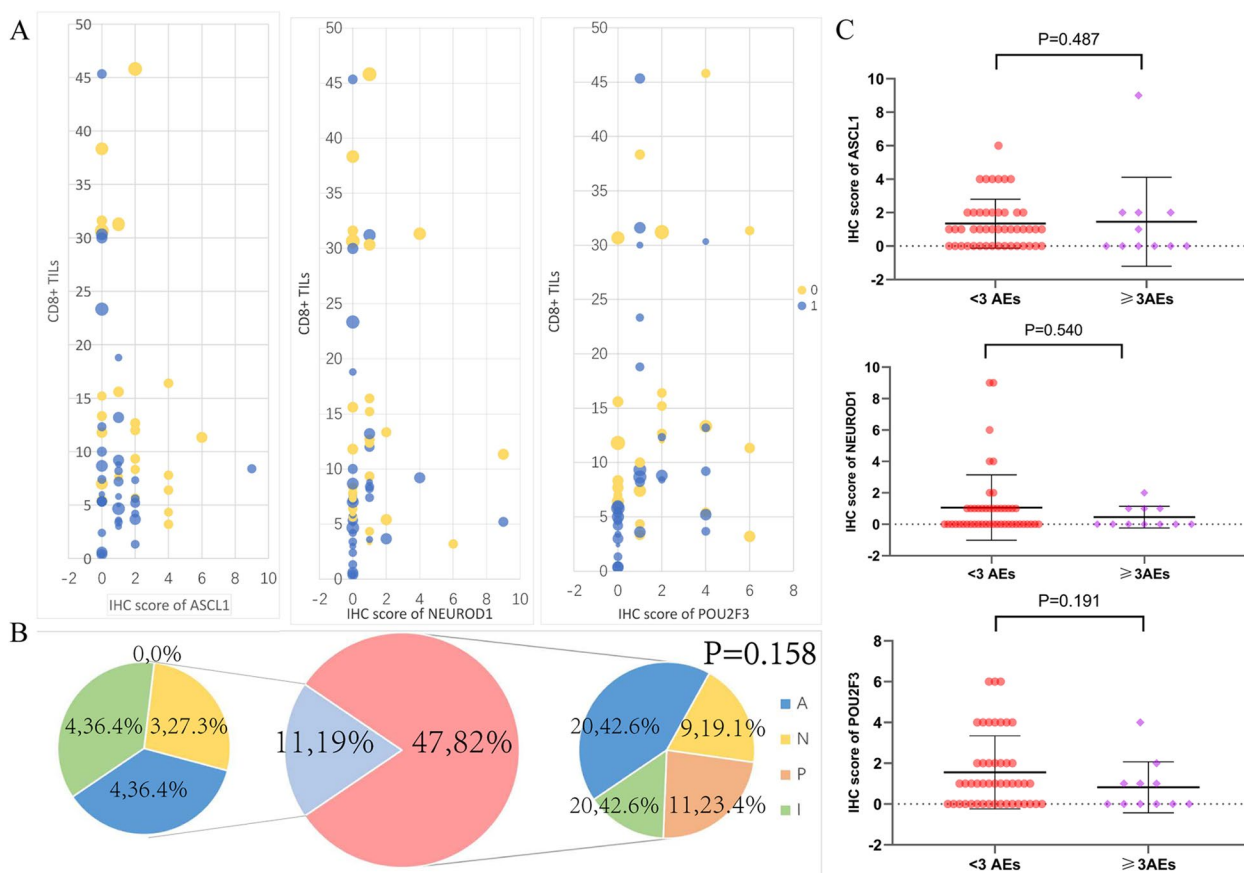 A
50
45
40
35
30
25
20
15
10
5
0
-2 0 2 4 6 8 10
CD8+ TILs
IHC score of ASCL1
50
45
40
35
30
25
20
15
10
5
0
-2 0 2 4 6 8 10
CD8+ TILs
IHC score of NEUROD1
50
45
40
35
30
25
20
15
10
5
0
-2 0 2 4 6 8
CD8+ TILs
IHC score of POU2F3
0
1
B
0,0%
3,27.3%
4,36.4%
4,36.4%
11,19%
47,82%
20,42.6%
9,19.1%
20,42.6%
11,23.4%
P=0.158
A
N
P
I
C
P=0.487
IHC score of ASCL1
10
8
6
4
2
0
-2
<3 AEs ≥3AEs
P=0.540
IHC score of NEUROD1
10
8
6
4
2
0
-2
<3 AEs ≥3AEs
P=0.191
IHC score of POU2F3
8
6
4
2
0
-2
<3 AEs ≥3AEs